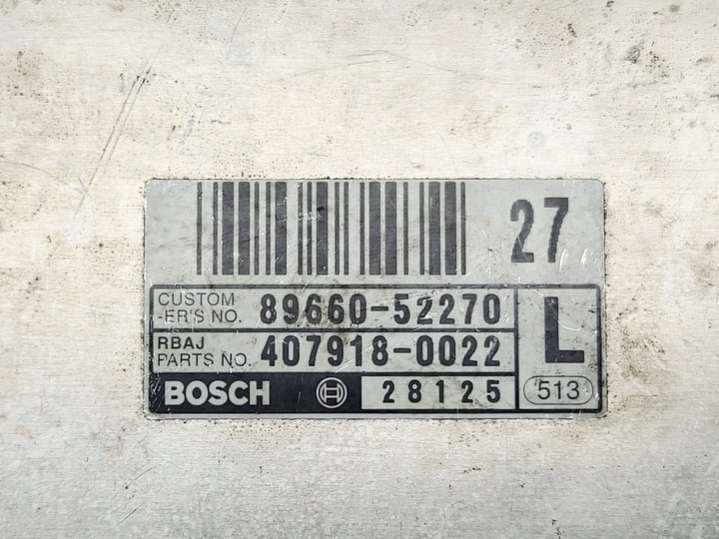 27
CUSTOM
-ER'S NO. 89660-52270
L
RBAJ
PARTS NO. 407918-0022
BOSCH 28125 513